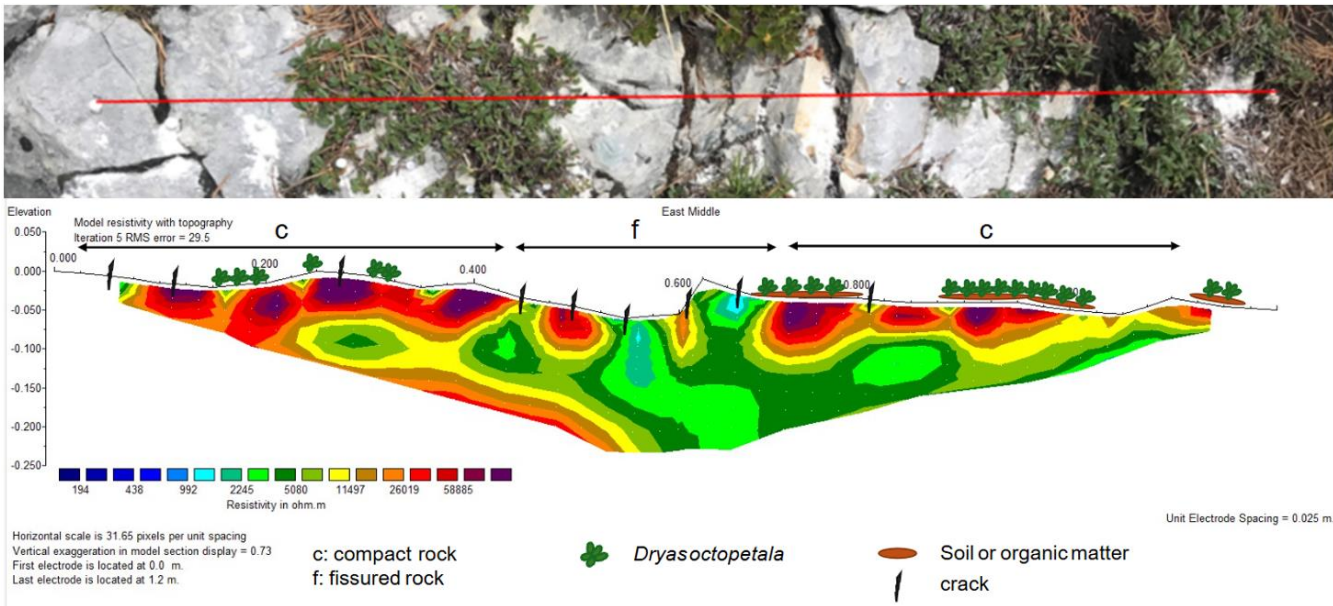 Elevation
Model resistivity with topography
Iteration 5 RMS error = 29.5
East Middle
c
f
c
0.050
0.000
-0.050
-0.100
-0.150
-0.200
-0.250
0.000
0.200
0.400
0.600
0.800
194 438 992 2245 5080 11497 26019 58885
Resistivity in ohm.m
Unit Electrode Spacing = 0.025 m.
Horizontal scale is 31.65 pixels per unit spacing
Vertical exaggeration in model section display = 0.73
First electrode is located at 0.0 m.
Last electrode is located at 1.2 m.
c: compact rock
f: fissured rock
Dryas octopetala
Soil or organic matter
crack